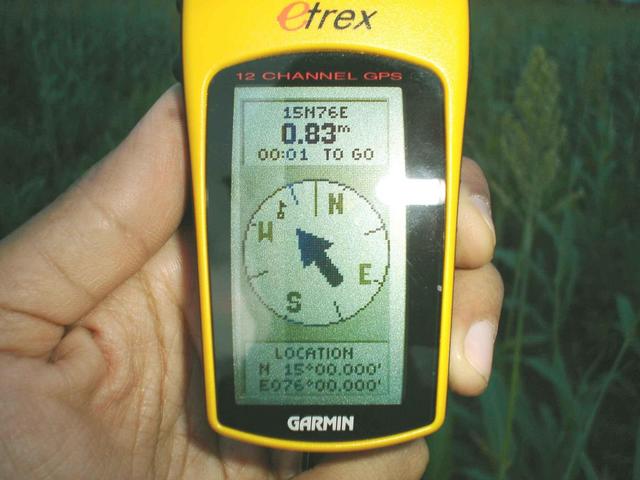 etrex
12 CHANNEL GPS
15N76E
0.83m
00:01 TO GO
N
W
E
S
LOCATION
N 15°00.000'
E076°00.000'
GARMIN